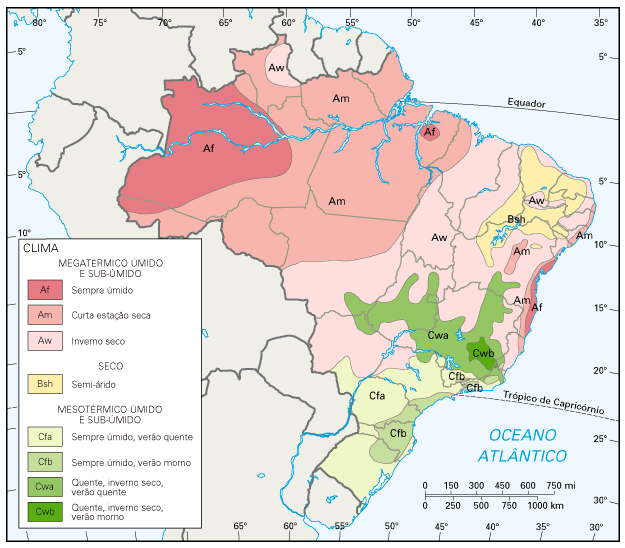 80° 75° 70° 65° 60° 55° 50° 45° 40° 35°
5° 5°
Equador
Aw
Am
Af
Af
Am
5° 5°
Aw
Bsh
Aw
Am
Am
10° 10°
Am
Af
15°
Cwa
Cwb
20°
Cfb
Cfb
Cfa
Trópico de Capricórnio
Cfb
25°
OCEANO
ATLÂNTICO
0 150 300 450 600 750 mi
0 250 500 750 1000 km
30°
65° 60° 55° 50° 45° 40° 35°
CLIMA
MEGATÉRMICO ÚMIDO
E SUB-ÚMIDO
Af Sempre úmido
Am Curta estação seca
Aw Inverno seco
SECO
Bsh Semi-árido
MESOTÉRMICO ÚMIDO
E SUB-ÚMIDO
Cfa Sempre úmido, verão quente
Cfb Sempre úmido, verão morno
Cwa Quente, inverno seco,
verão quente
Cwb Quente, inverno seco,
verão morno